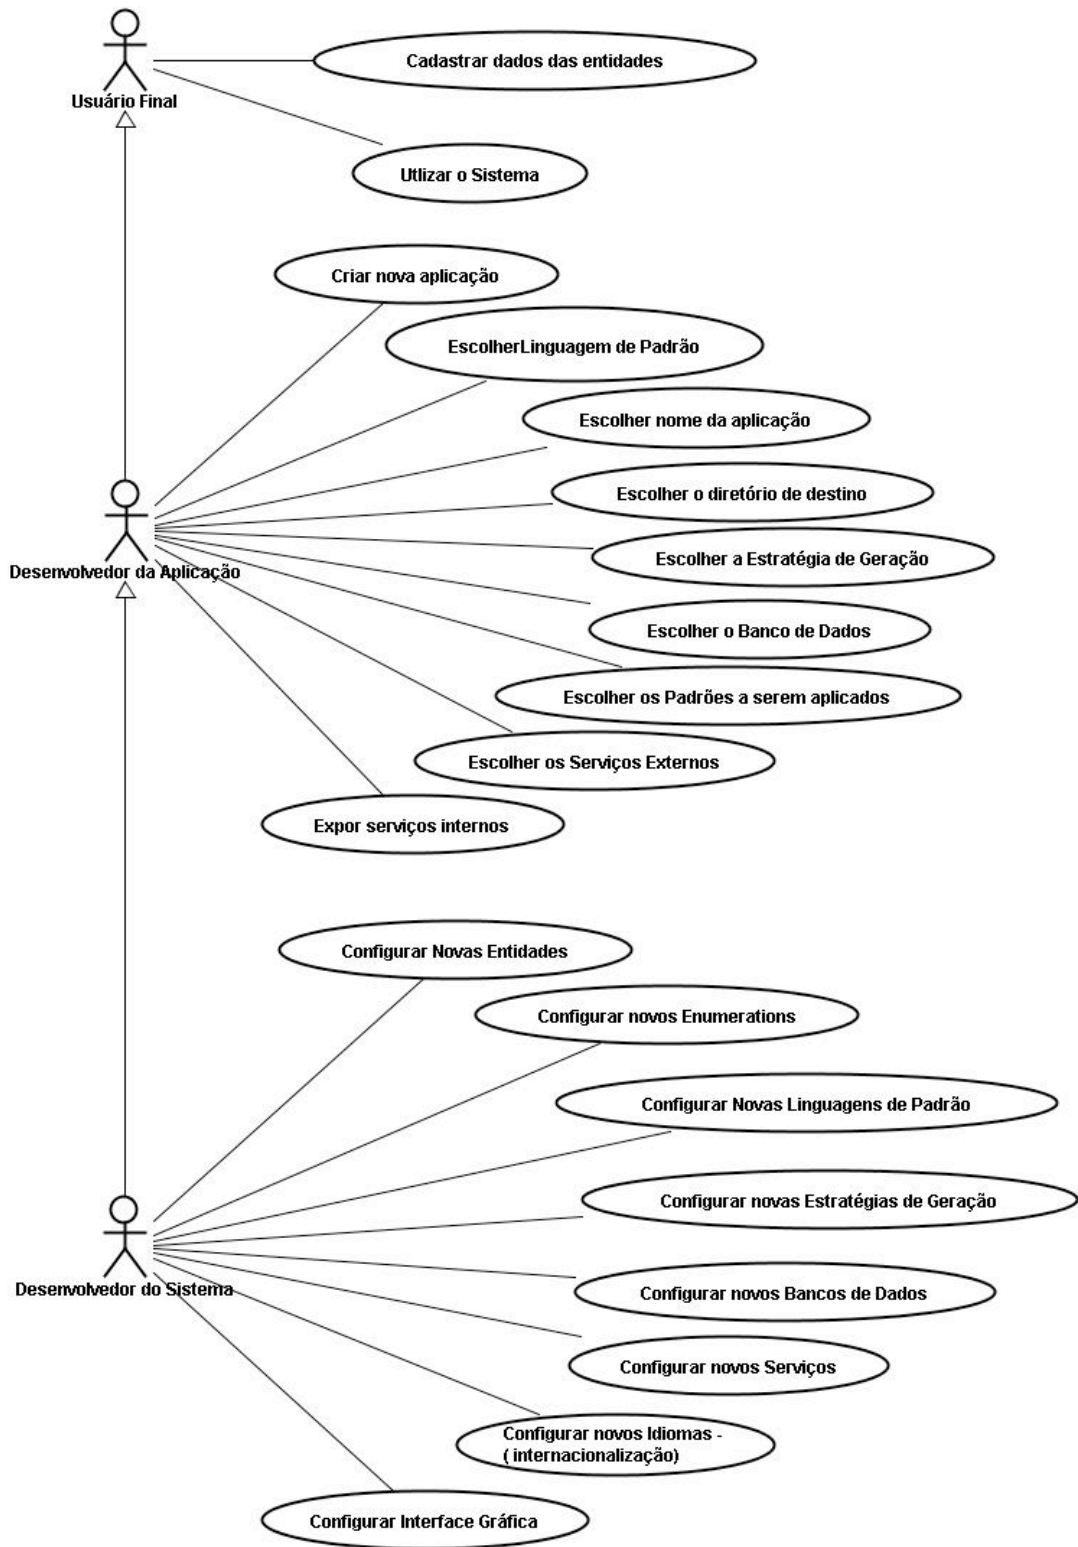 Usuário Final
Cadastrar dados das entidades
Utlizar o Sistema
Criar nova aplicação
EscolherLinguagem de Padrão
Escolher nome da aplicação
Escolher o diretório de destino
Desenvolvedor da Aplicação
Escolher a Estratégia de Geração
Escolher o Banco de Dados
Escolher os Padrões a serem aplicados
Escolher os Serviços Externos
Expor serviços internos
Configurar Novas Entidades
Configurar novos Enumerations
Configurar Novas Linguagens de Padrão
Configurar novas Estratégias de Geração
Desenvolvedor do Sistema
Configurar novos Bancos de Dados
Configurar novos Serviços
Configurar novos Idiomas -
( internacionalização)
Configurar Interface Gráfica